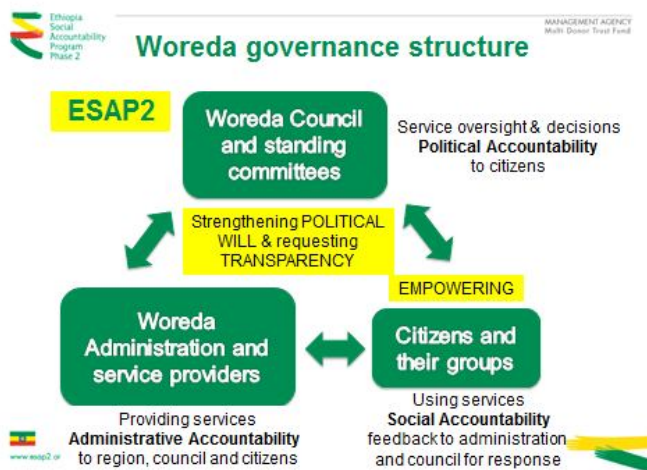 Ethiopia
Social
Accountability
Program
Phase 2
MANAGEMENT AGENCY
Multi Donor Trust Fund
Woreda governance structure
ESAP2
Woreda Council
and standing
committees
Service oversight & decisions
Political Accountability
to citizens
Strengthening POLITICAL
WILL & requesting
TRANSPARENCY
EMPOWERING
Woreda
Administration and
service providers
Citizens and
their groups
Providing services
Administrative Accountability
to region, council and citizens
Using services
Social Accountability
feedback to administration
and council for response
www.esap2.or